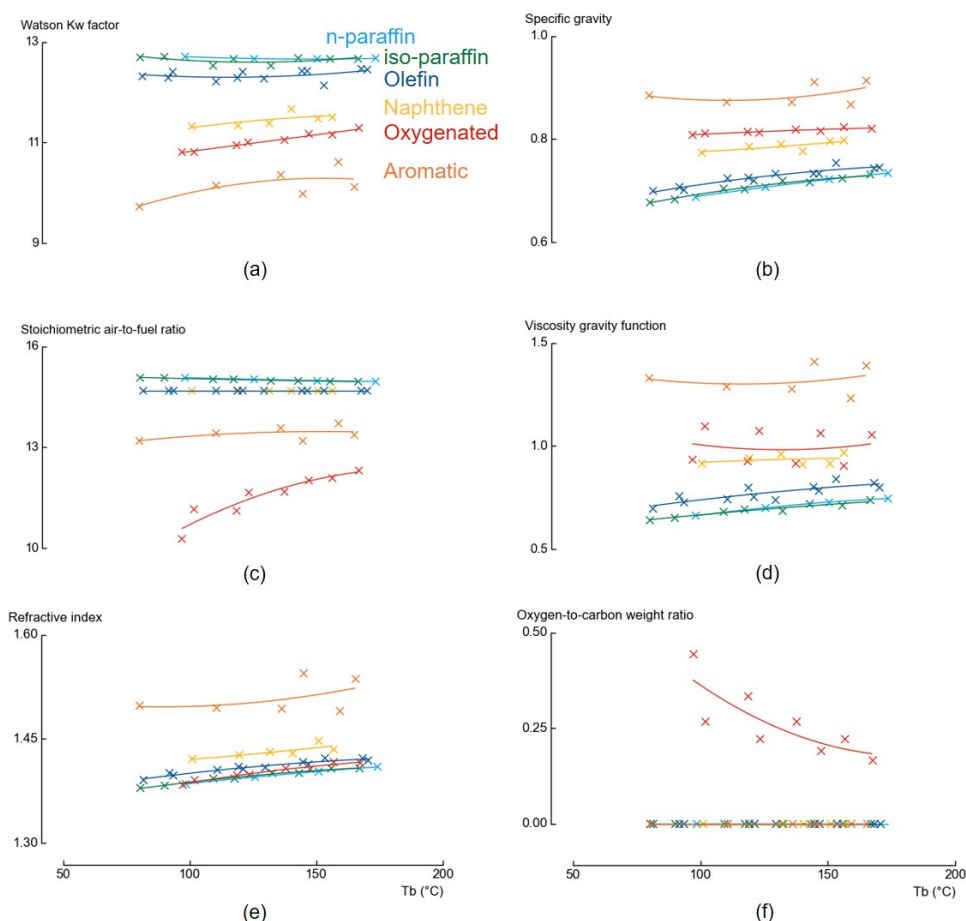 Watson Kw factor
13
11
9
n-paraffin
iso-paraffin
Olefin
Naphthene
Oxygenated
Aromatic
(a)
Specific gravity
1.0
0.8
0.6
(b)
Stoichiometric air-to-fuel ratio
16
13
10
(c)
Viscosity gravity function
1.5
1.0
0.5
(d)
Refractive index
1.60
1.45
1.30
50
100
150
200
Tb (°C)
(e)
Oxygen-to-carbon weight ratio
0.50
0.25
0.00
50
100
150
200
Tb (°C)
(f)